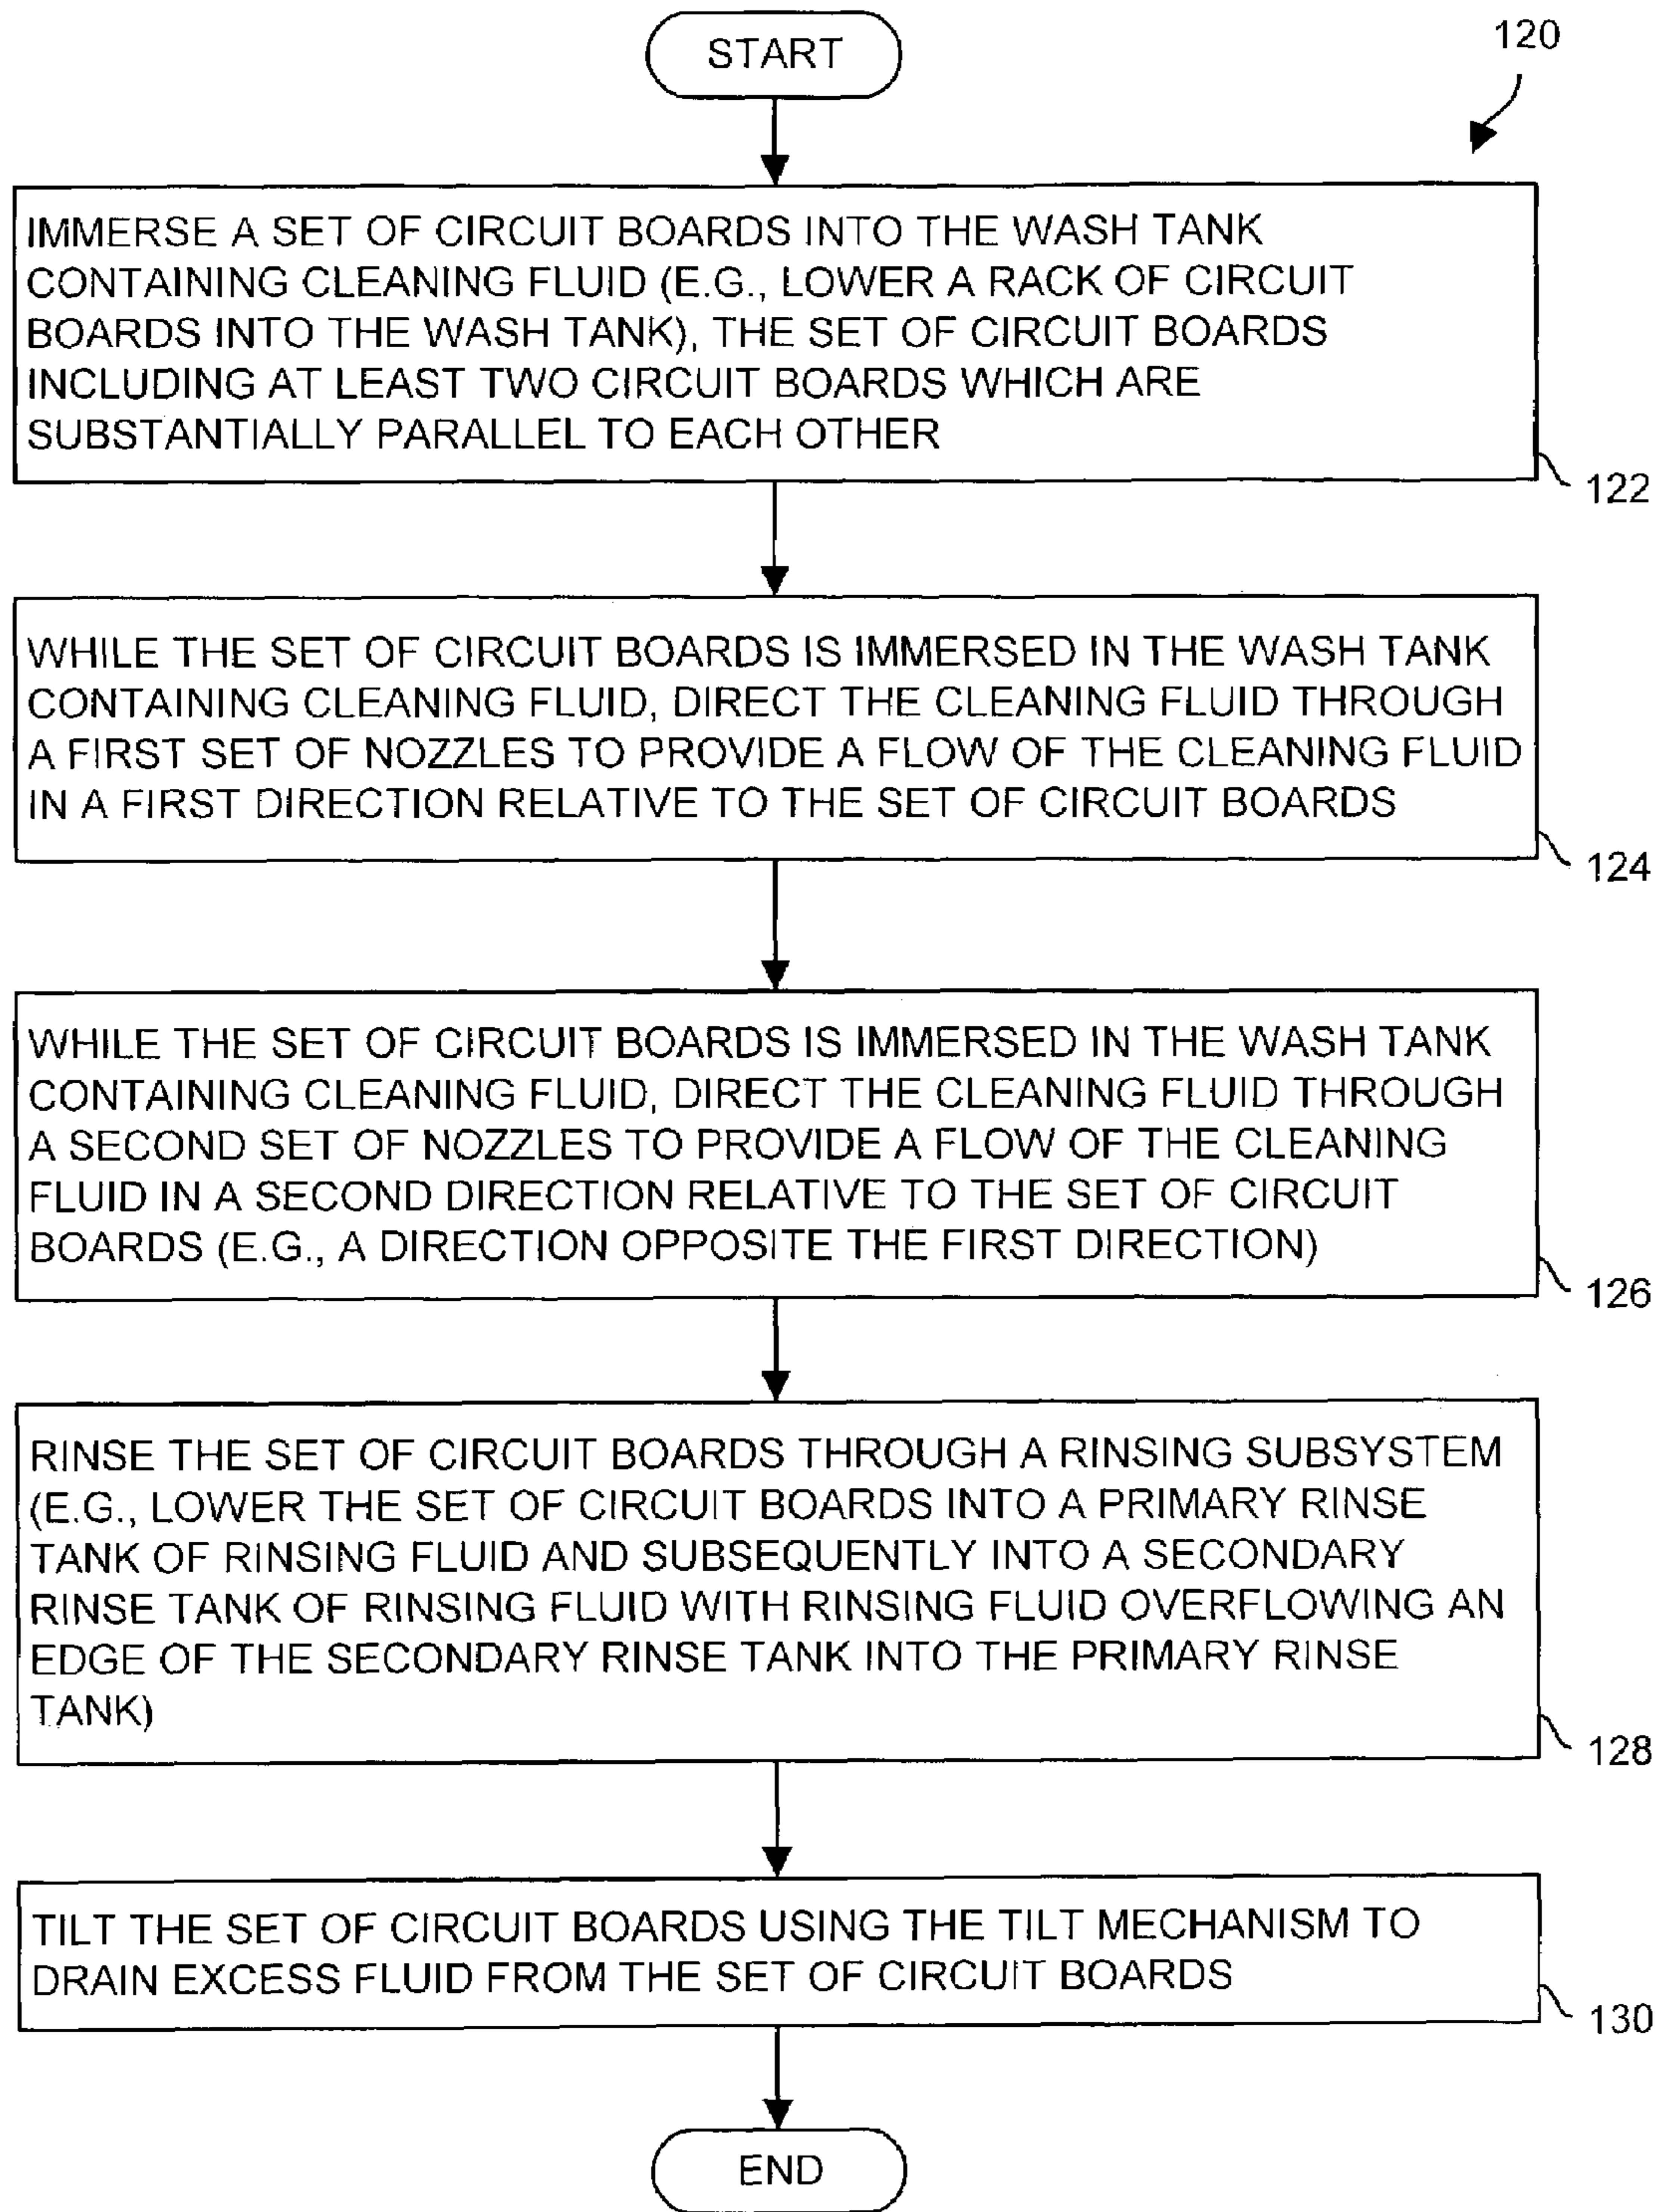 START
120
IMMERSE A SET OF CIRCUIT BOARDS INTO THE WASH TANK
CONTAINING CLEANING FLUID (E.G., LOWER A RACK OF CIRCUIT
BOARDS INTO THE WASH TANK), THE SET OF CIRCUIT BOARDS
INCLUDING AT LEAST TWO CIRCUIT BOARDS WHICH ARE
SUBSTANTIALLY PARALLEL TO EACH OTHER
122
WHILE THE SET OF CIRCUIT BOARDS IS IMMERSED IN THE WASH TANK
CONTAINING CLEANING FLUID, DIRECT THE CLEANING FLUID THROUGH
A FIRST SET OF NOZZLES TO PROVIDE A FLOW OF THE CLEANING FLUID
IN A FIRST DIRECTION RELATIVE TO THE SET OF CIRCUIT BOARDS
124
WHILE THE SET OF CIRCUIT BOARDS IS IMMERSED IN THE WASH TANK
CONTAINING CLEANING FLUID, DIRECT THE CLEANING FLUID THROUGH
A SECOND SET OF NOZZLES TO PROVIDE A FLOW OF THE CLEANING
FLUID IN A SECOND DIRECTION RELATIVE TO THE SET OF CIRCUIT
BOARDS (E.G., A DIRECTION OPPOSITE THE FIRST DIRECTION)
126
RINSE THE SET OF CIRCUIT BOARDS THROUGH A RINSING SUBSYSTEM
(E.G., LOWER THE SET OF CIRCUIT BOARDS INTO A PRIMARY RINSE
TANK OF RINSING FLUID AND SUBSEQUENTLY INTO A SECONDARY
RINSE TANK OF RINSING FLUID WITH RINSING FLUID OVERFLOWING AN
EDGE OF THE SECONDARY RINSE TANK INTO THE PRIMARY RINSE
TANK)
128
TILT THE SET OF CIRCUIT BOARDS USING THE TILT MECHANISM TO
DRAIN EXCESS FLUID FROM THE SET OF CIRCUIT BOARDS
130
END